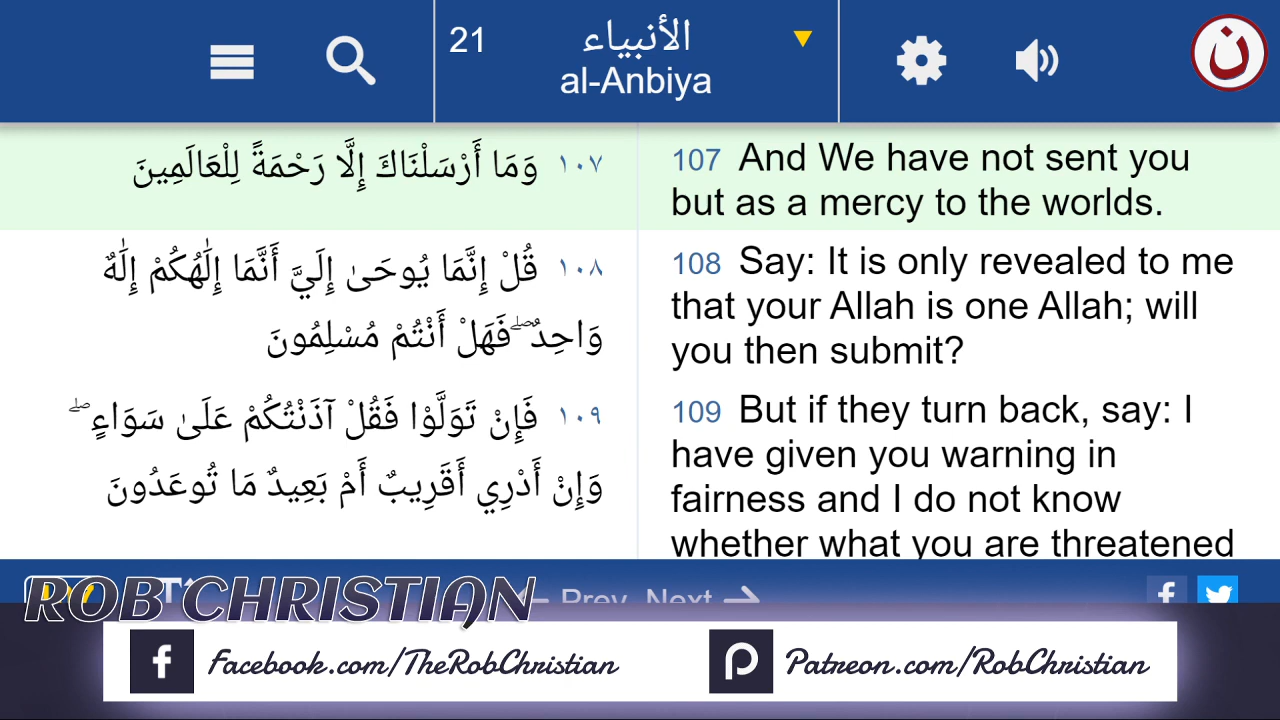 21
الأنبياء
al-Anbiya
ن
١٠٧ وَمَا أَرْسَلْنَاكَ إِلَّا رَحْمَةً لِلْعَالَمِينَ
١٠٨ قُلْ إِنَّمَا يُوحَىٰ إِلَيَّ أَنَّمَا إِلَٰهُكُمْ إِلَٰهٌ
وَاحِدٌ ۖ فَهَلْ أَنْتُمْ مُسْلِمُونَ
١٠٩ فَإِنْ تَوَلَّوْا فَقُلْ آذَنْتُكُمْ عَلَىٰ سَوَاءٍ ۖ
وَإِنْ أَدْرِي أَقَرِيبٌ أَمْ بَعِيدٌ مَا تُوعَدُونَ
107 And We have not sent you
but as a mercy to the worlds.
108 Say: It is only revealed to me
that your Allah is one Allah; will
you then submit?
109 But if they turn back, say: I
have given you warning in
fairness and I do not know
whether what you are threatened
Prev Next
ROB CHRISTIAN
Facebook.com/TheRobChristian
Patreon.com/RobChristian